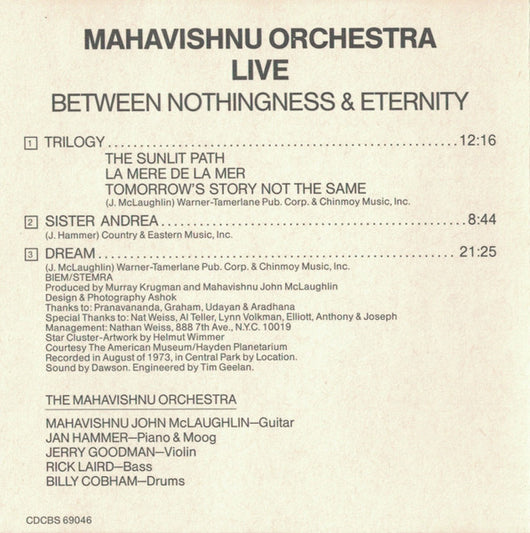 MAHAVISHNU ORCHESTRA
LIVE
BETWEEN NOTHINGNESS & ETERNITY
1 TRILOGY........................................12:16
THE SUNLIT PATH
LA MERE DE LA MER
TOMORROW'S STORY NOT THE SAME
(J. McLaughlin) Warner-Tamerlane Pub. Corp. & Chinmoy Music, Inc.
2 SISTER ANDREA..................................8:44
(J. Hammer) Country & Eastern Music, Inc.
3 DREAM..........................................21:25
(J. McLaughlin) Warner-Tamerlane Pub. Corp. & Chinmoy Music, Inc.
BIEM/STEMRA
Produced by Murray Krugman and Mahavishnu John McLaughlin
Design & Photography Ashok
Thanks to: Pranavananda, Graham, Udayan & Aradhana
Special Thanks to: Nat Weiss, Al Teller, Lynn Volkman, Elliott, Anthony & Joseph
Management: Nathan Weiss, 888 7th Ave., N.Y.C. 10019
Star Cluster-Artwork by Helmut Wimmer
Courtesy The American Museum/Hayden Planetarium
Recorded in August of 1973, in Central Park by Location.
Sound by Dawson. Engineered by Tim Geelan.
THE MAHAVISHNU ORCHESTRA
MAHAVISHNU JOHN McLAUGHLIN—Guitar
JAN HAMMER—Piano & Moog
JERRY GOODMAN—Violin
RICK LAIRD—Bass
BILLY COBHAM—Drums
CDCBS 69046